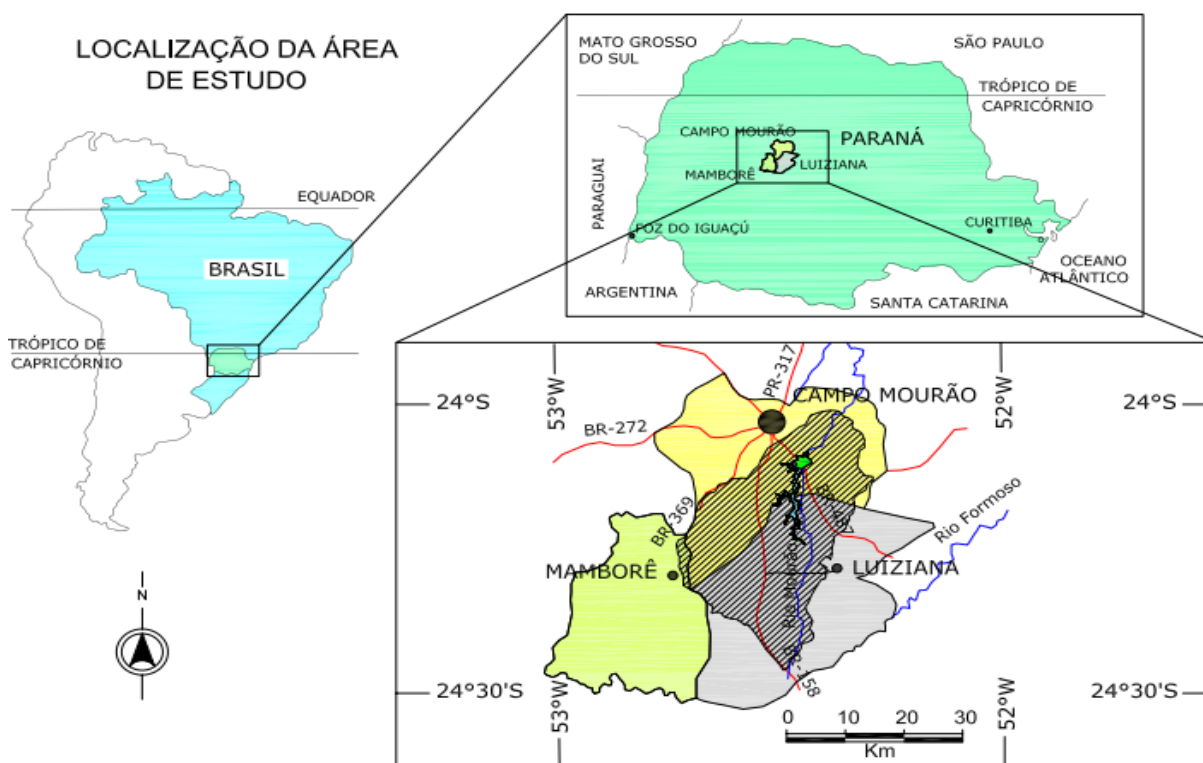 LOCALIZAÇÃO DA ÁREA
DE ESTUDO
EQUADOR
BRASIL
TRÓPICO DE
CAPRICÓRNIO
N
MATO GROSSO
DO SUL
SÃO PAULO
TRÓPICO DE
CAPRICÓRNIO
CAMPO MOURÃO
PARANÁ
LUIZIANA
MAMBORÊ
PARAGUAI
FOZ DO IGUAÇÚ
CURITIBA
OCEANO
ATLÂNTICO
ARGENTINA
SANTA CATARINA
53°W
PR-317
52°W
24°S
24°S
CAMPO MOURÃO
BR-272
BR-369
Rio Formoso
MAMBORÊ
LUIZIANA
Rio Mourão
24°30'S
24°30'S
53°W
52°W
0
10
20
30
Km